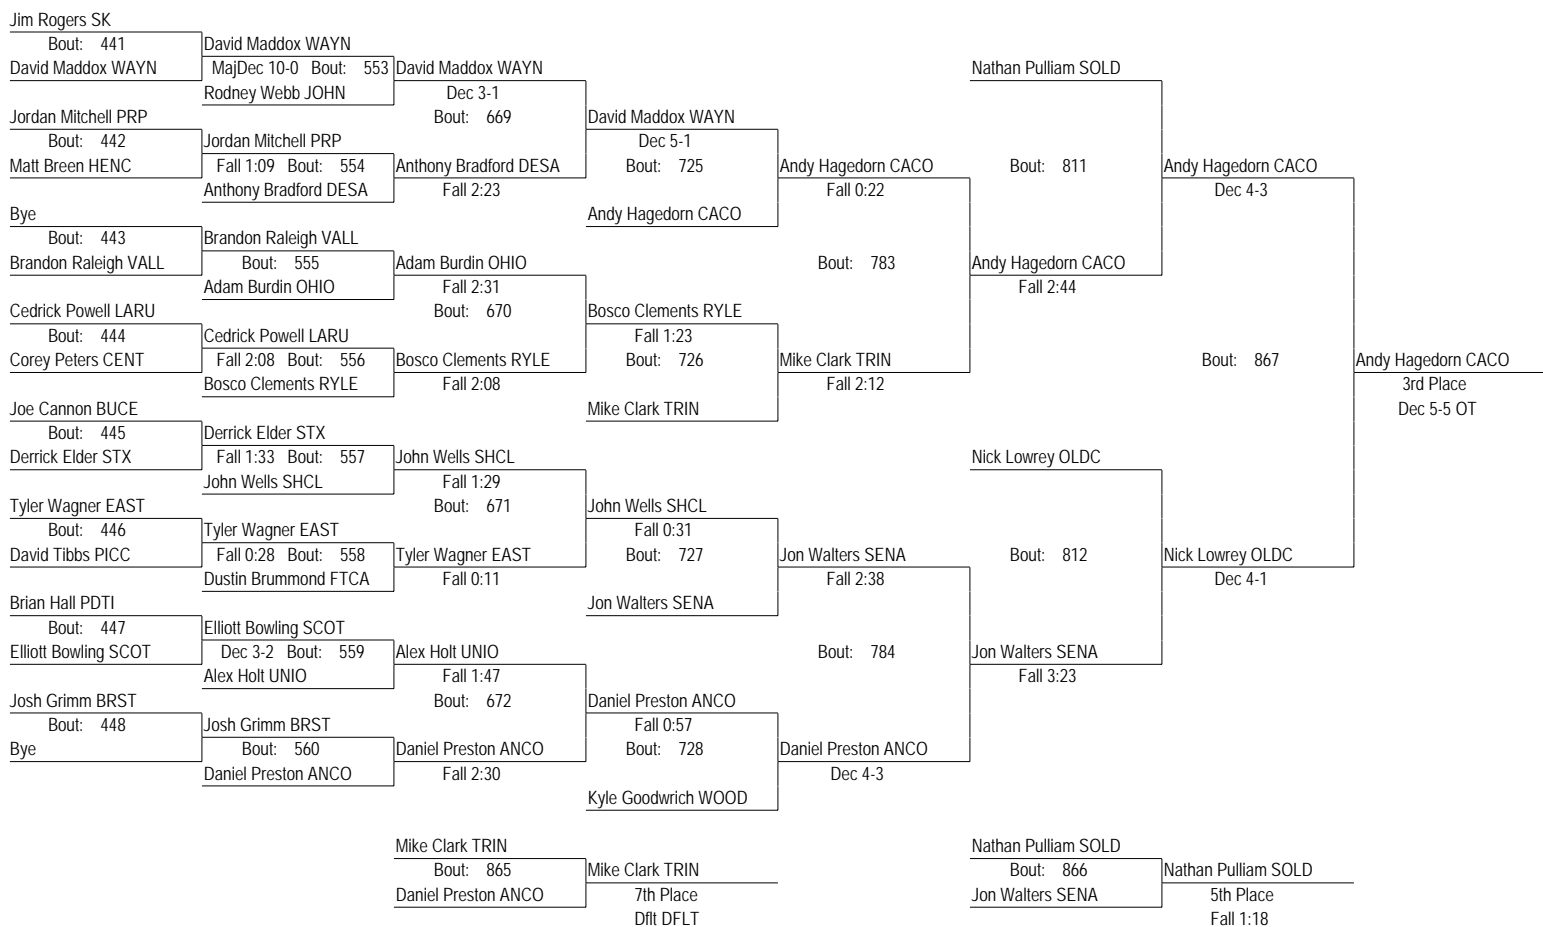 Jim Rogers SK
Bout: 441 David Maddox WAYN
David Maddox WAYN MajDec 10-0 Bout: 553 David Maddox WAYN Nathan Pulliam SOLD
Rodney Webb JOHN Dec 3-1
Jordan Mitchell PRP Bout: 669 David Maddox WAYN
Bout: 442 Jordan Mitchell PRP Dec 5-1
Matt Breen HENC Fall 1:09 Bout: 554 Anthony Bradford DESA Bout: 725 Andy Hagedorn CACO Bout: 811 Andy Hagedorn CACO
Anthony Bradford DESA Fall 2:23 Fall 0:22 Dec 4-3
Bye Andy Hagedorn CACO
Bout: 443 Brandon Raleigh VALL
Brandon Raleigh VALL Bout: 555 Adam Burdin OHIO Bout: 783 Andy Hagedorn CACO
Adam Burdin OHIO Fall 2:31 Fall 2:44
Cedrick Powell LARU Bout: 670 Bosco Clements RYLE
Bout: 444 Cedrick Powell LARU Fall 1:23
Corey Peters CENT Fall 2:08 Bout: 556 Bosco Clements RYLE Bout: 726 Mike Clark TRIN Bout: 867 Andy Hagedorn CACO
Bosco Clements RYLE Fall 2:08 Fall 2:12 3rd Place
Joe Cannon BUCE Mike Clark TRIN Dec 5-5 OT
Bout: 445 Derrick Elder STX
Derrick Elder STX Fall 1:33 Bout: 557 John Wells SHCL Nick Lowrey OLDC
John Wells SHCL Fall 1:29
Tyler Wagner EAST Bout: 671 John Wells SHCL
Bout: 446 Tyler Wagner EAST Fall 0:31
David Tibbs PICC Fall 0:28 Bout: 558 Tyler Wagner EAST Bout: 727 Jon Walters SENA Bout: 812 Nick Lowrey OLDC
Dustin Brummond FTCA Fall 0:11 Fall 2:38 Dec 4-1
Brian Hall PDTI Jon Walters SENA
Bout: 447 Elliott Bowling SCOT
Elliott Bowling SCOT Dec 3-2 Bout: 559 Alex Holt UNIO Bout: 784 Jon Walters SENA
Alex Holt UNIO Fall 1:47 Fall 3:23
Josh Grimm BRST Bout: 672 Daniel Preston ANCO
Bout: 448 Josh Grimm BRST Fall 0:57
Bye Bout: 560 Daniel Preston ANCO Bout: 728 Daniel Preston ANCO
Daniel Preston ANCO Fall 2:30 Dec 4-3
Kyle Goodwrich WOOD
Mike Clark TRIN Nathan Pulliam SOLD
Bout: 865 Mike Clark TRIN Bout: 866 Nathan Pulliam SOLD
Daniel Preston ANCO 7th Place Jon Walters SENA 5th Place
Dflt DFLT Fall 1:18